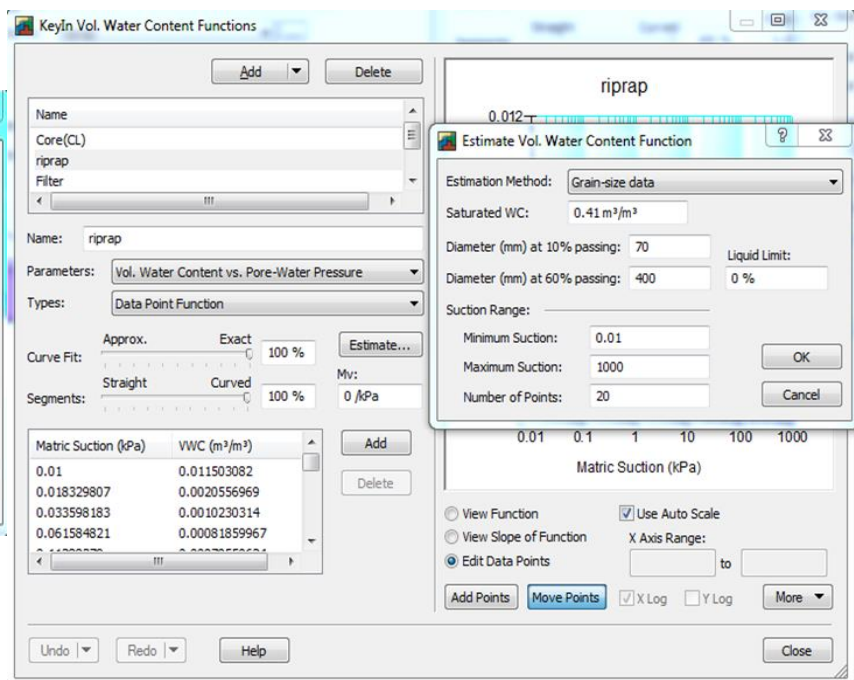 KeyIn Vol. Water Content Functions
Add
Delete
Name
Core(CL)
riprap
Filter
Name: riprap
Parameters: Vol. Water Content vs. Pore-Water Pressure
Types: Data Point Function
Approx. Exact
Curve Fit: 100 %
Estimate...
Straight Curved
Segments: 100 %
Mv:
0 /kPa
Matric Suction (kPa) VWC (m³/m³)
0.01 0.011503082
0.018329807 0.0020556969
0.033598183 0.0010230314
0.061584821 0.00081859967
Add
Delete
riprap
0.012
Estimate Vol. Water Content Function
Estimation Method: Grain-size data
Saturated WC: 0.41 m³/m³
Diameter (mm) at 10% passing: 70
Liquid Limit:
Diameter (mm) at 60% passing: 400 0 %
Suction Range:
Minimum Suction: 0.01
Maximum Suction: 1000
Number of Points: 20
OK
Cancel
0.01 0.1 1 10 100 1000
Matric Suction (kPa)
View Function Use Auto Scale
View Slope of Function X Axis Range:
Edit Data Points to
Add Points Move Points X Log Y Log More
Undo Redo Help Close